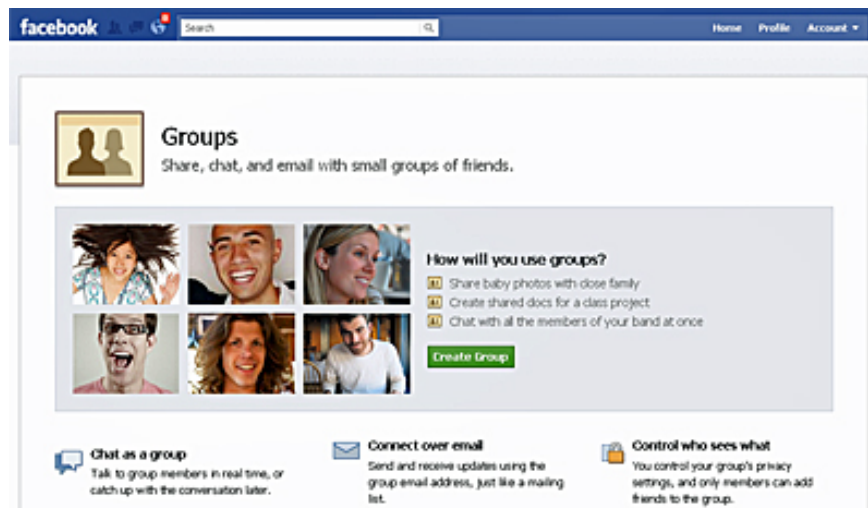 facebook
Search
Home Profile Account
Groups
Share, chat, and email with small groups of friends.
How will you use groups?
Share baby photos with close family
Create shared docs for a class project
Chat with all the members of your band at once
Create Group
Chat as a group
Talk to group members in real time, or
catch up with the conversation later.
Connect over email
Send and receive updates using the
group email address, just like a mailing
list.
Control who sees what
You control your group's privacy
settings, and only members can add
friends to the group.